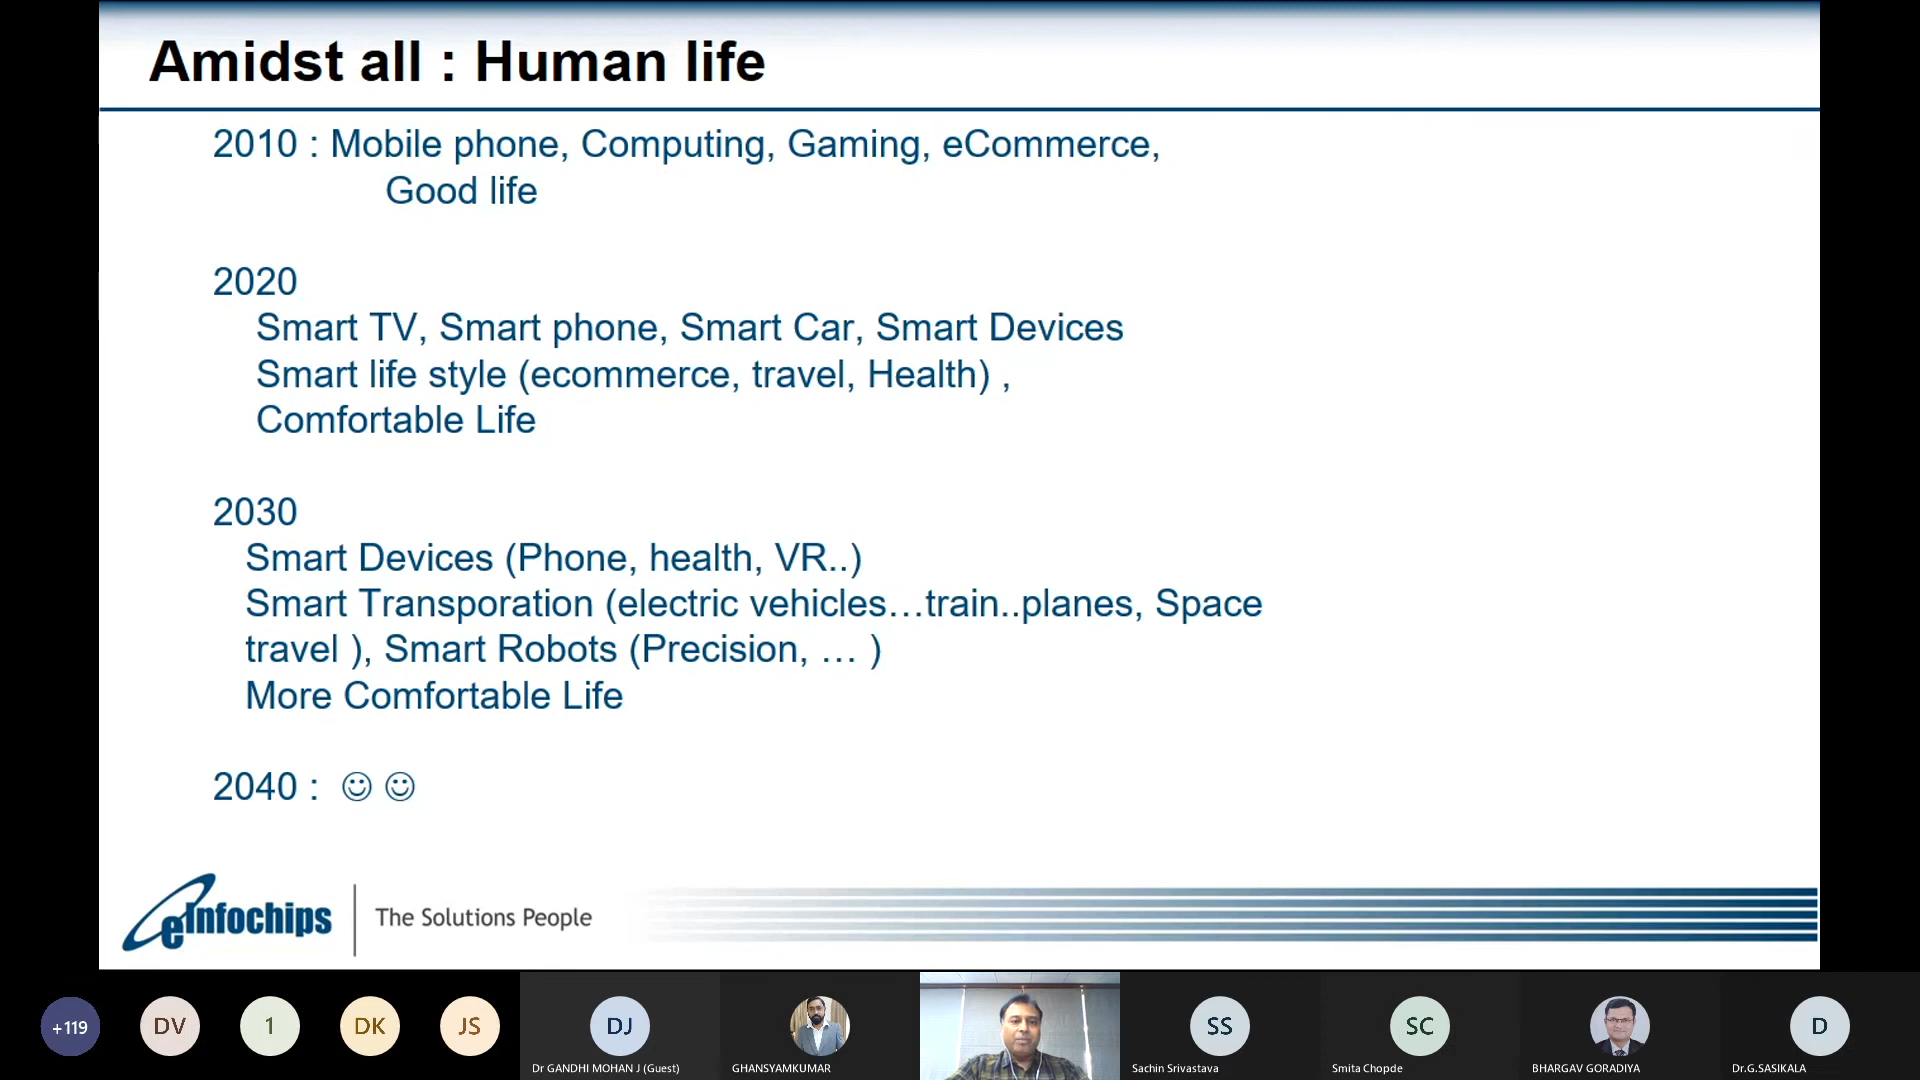 Amidst all : Human life
2010 : Mobile phone, Computing, Gaming, eCommerce,
Good life
2020
Smart TV, Smart phone, Smart Car, Smart Devices
Smart life style (ecommerce, travel, Health) ,
Comfortable Life
2030
Smart Devices (Phone, health, VR..)
Smart Transporation (electric vehicles…train..planes, Space
travel ), Smart Robots (Precision, … )
More Comfortable Life
2040 : ☺ ☺
eInfochips
The Solutions People
+119
DV
1
DK
JS
DJ
SS
SC
D
Dr GANDHI MOHAN J (Guest)
GHANSYAMKUMAR
Sachin Srivastava
Smita Chopde
BHARGAV GORADIYA
Dr.G.SASIKALA